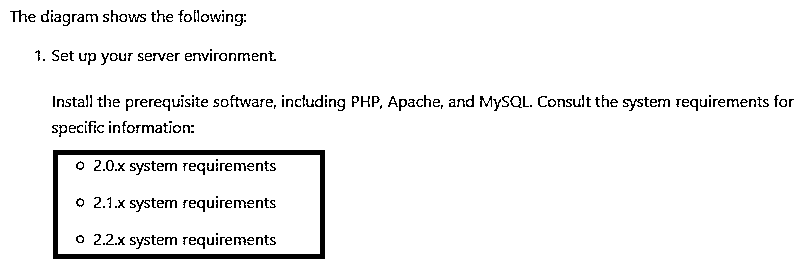 The diagram shows the following:
1. Set up your server environment.
Install the prerequisite software, including PHP, Apache, and MySQL. Consult the system requirements for
specific information:
○ 2.0.x system requirements
○ 2.1.x system requirements
○ 2.2.x system requirements